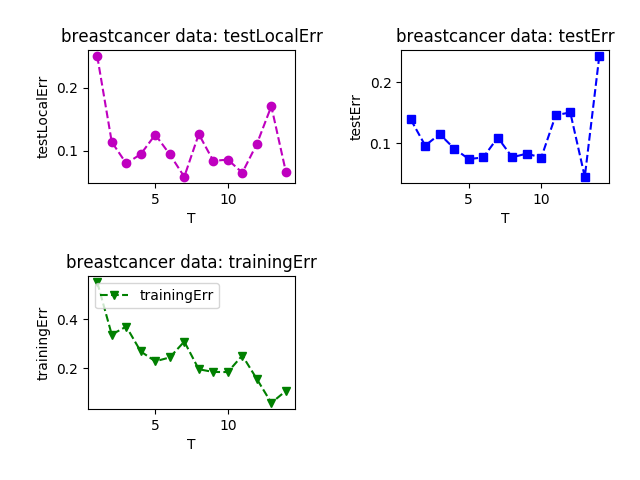 breastcancer data: testLocalErr
testLocalErr
0.2
0.1
5
10
T
breastcancer data: testErr
testErr
0.2
0.1
5
10
T
breastcancer data: trainingErr
trainingErr
trainingErr
0.4
0.2
5
10
T